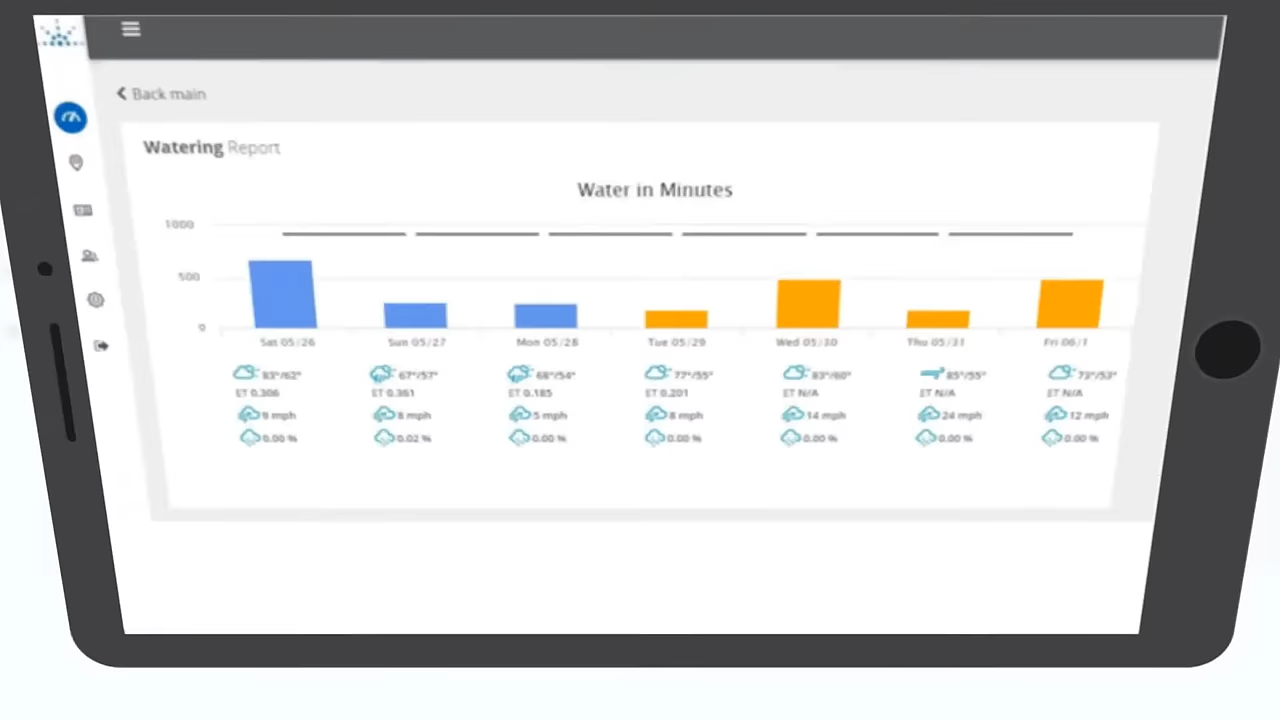 Back main
Watering Report
Water in Minutes
1000
500
0
Sat 05/26 Sun 05/27 Mon 05/28 Tue 05/29 Wed 05/30 Thu 05/31 Fri 06/1
83°/62° 67°/57° 68°/54° 77°/55° 83°/60° 85°/55° 73°/53°
ET 0.306 ET 0.361 ET 0.185 ET 0.201 ET N/A ET N/A ET N/A
9 mph 8 mph 5 mph 8 mph 14 mph 24 mph 12 mph
0.00 % 0.02 % 0.00 % 0.00 % 0.00 % 0.00 % 0.00 %